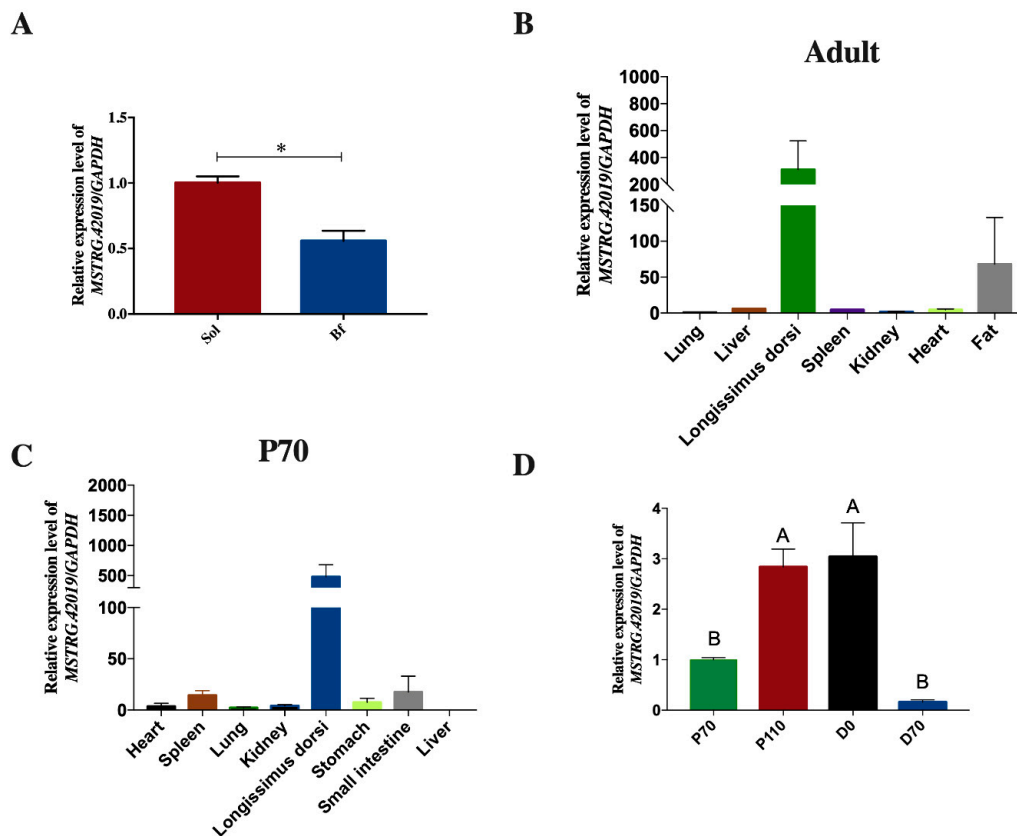 A
Relative expression level of
MSTRG.42019/GAPDH
1.5
1.0
0.5
0.0
*
Sol
Bf
B
Adult
Relative expression level of
MSTRG.42019/GAPDH
1000
800
600
400
200
150
100
50
0
Lung
Liver
Longissimus dorsi
Spleen
Kidney
Heart
Fat
C
P70
Relative expression level of
MSTRG.42019/GAPDH
2000
1500
1000
500
100
50
0
Heart
Spleen
Lung
Kidney
Longissimus dorsi
Stomach
Small intestine
Liver
D
Relative expression level of
MSTRG.42019/GAPDH
4
3
2
1
0
B
A
A
B
P70
P110
D0
D70